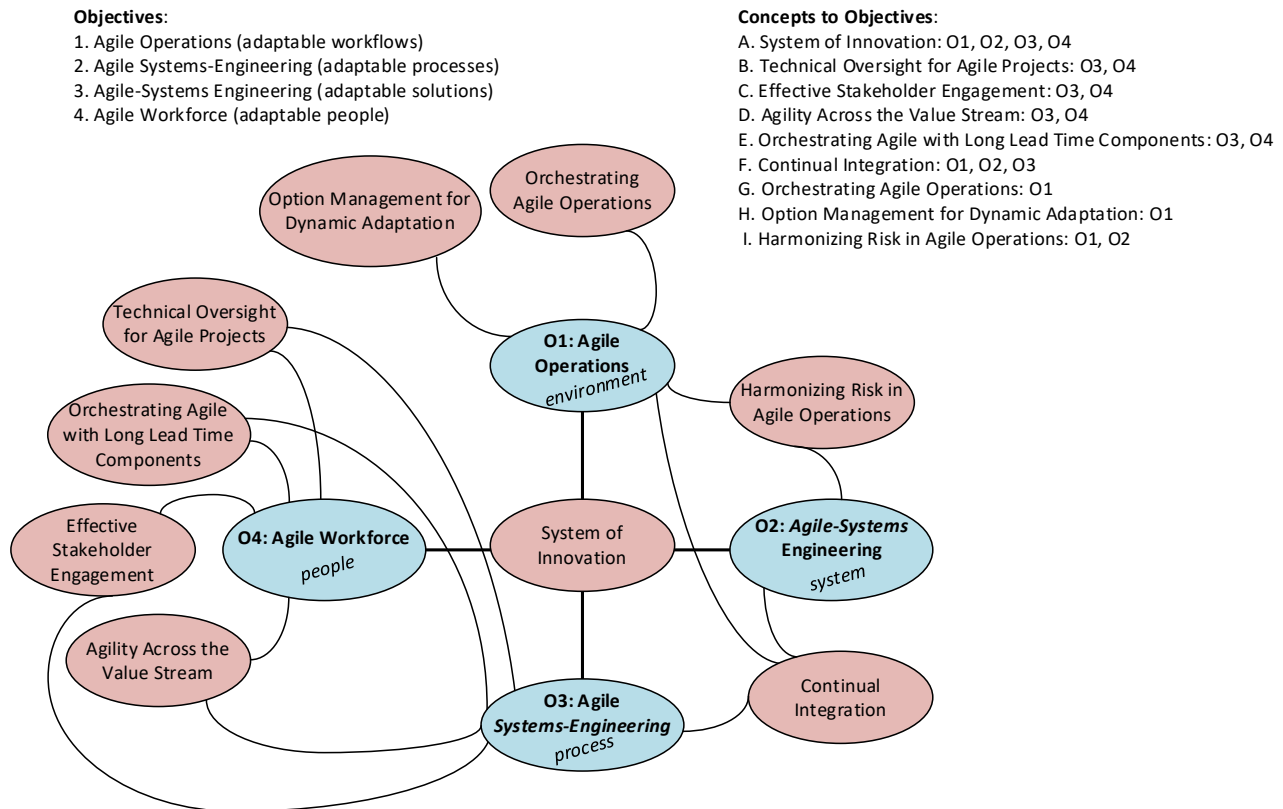 Objectives:
1. Agile Operations (adaptable workflows)
2. Agile Systems-Engineering (adaptable processes)
3. Agile-Systems Engineering (adaptable solutions)
4. Agile Workforce (adaptable people)
Concepts to Objectives:
A. System of Innovation: O1, O2, O3, O4
B. Technical Oversight for Agile Projects: O3, O4
C. Effective Stakeholder Engagement: O3, O4
D. Agility Across the Value Stream: O3, O4
E. Orchestrating Agile with Long Lead Time Components: O3, O4
F. Continual Integration: O1, O2, O3
G. Orchestrating Agile Operations: O1
H. Option Management for Dynamic Adaptation: O1
I. Harmonizing Risk in Agile Operations: O1, O2
Option Management for
Dynamic Adaptation
Orchestrating
Agile Operations
Technical Oversight
for Agile Projects
O1: Agile
Operations
environment
Harmonizing Risk in
Agile Operations
Orchestrating Agile
with Long Lead Time
Components
Effective
Stakeholder
Engagement
O4: Agile Workforce
people
System of
Innovation
O2: Agile-Systems
Engineering
system
Agility Across the
Value Stream
O3: Agile
Systems-Engineering
process
Continual
Integration